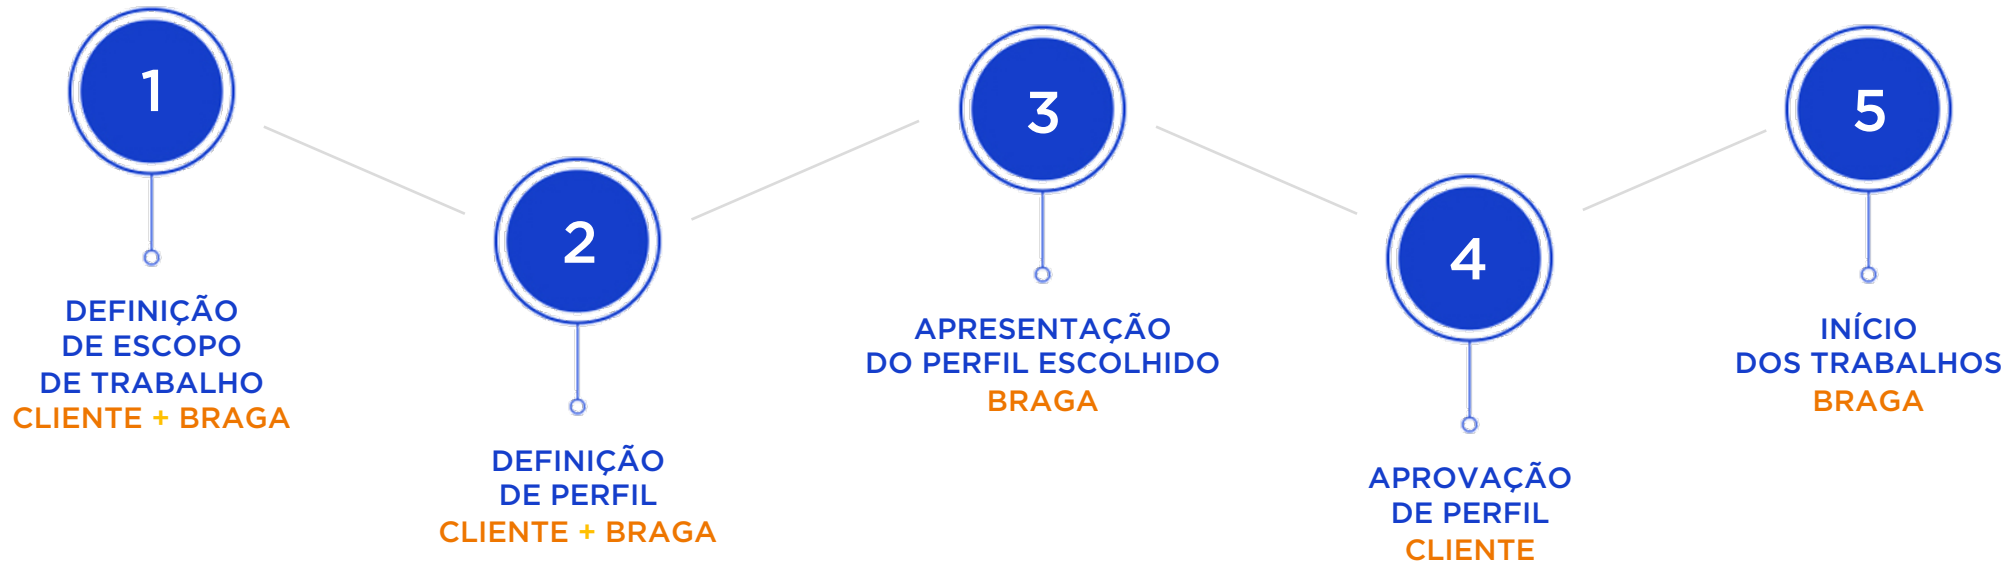 1
DEFINIÇÃO
DE ESCOPO
DE TRABALHO
CLIENTE + BRAGA
2
DEFINIÇÃO
DE PERFIL
CLIENTE + BRAGA
3
APRESENTAÇÃO
DO PERFIL ESCOLHIDO
BRAGA
4
APROVAÇÃO
DE PERFIL
CLIENTE
5
INÍCIO
DOS TRABALHOS
BRAGA